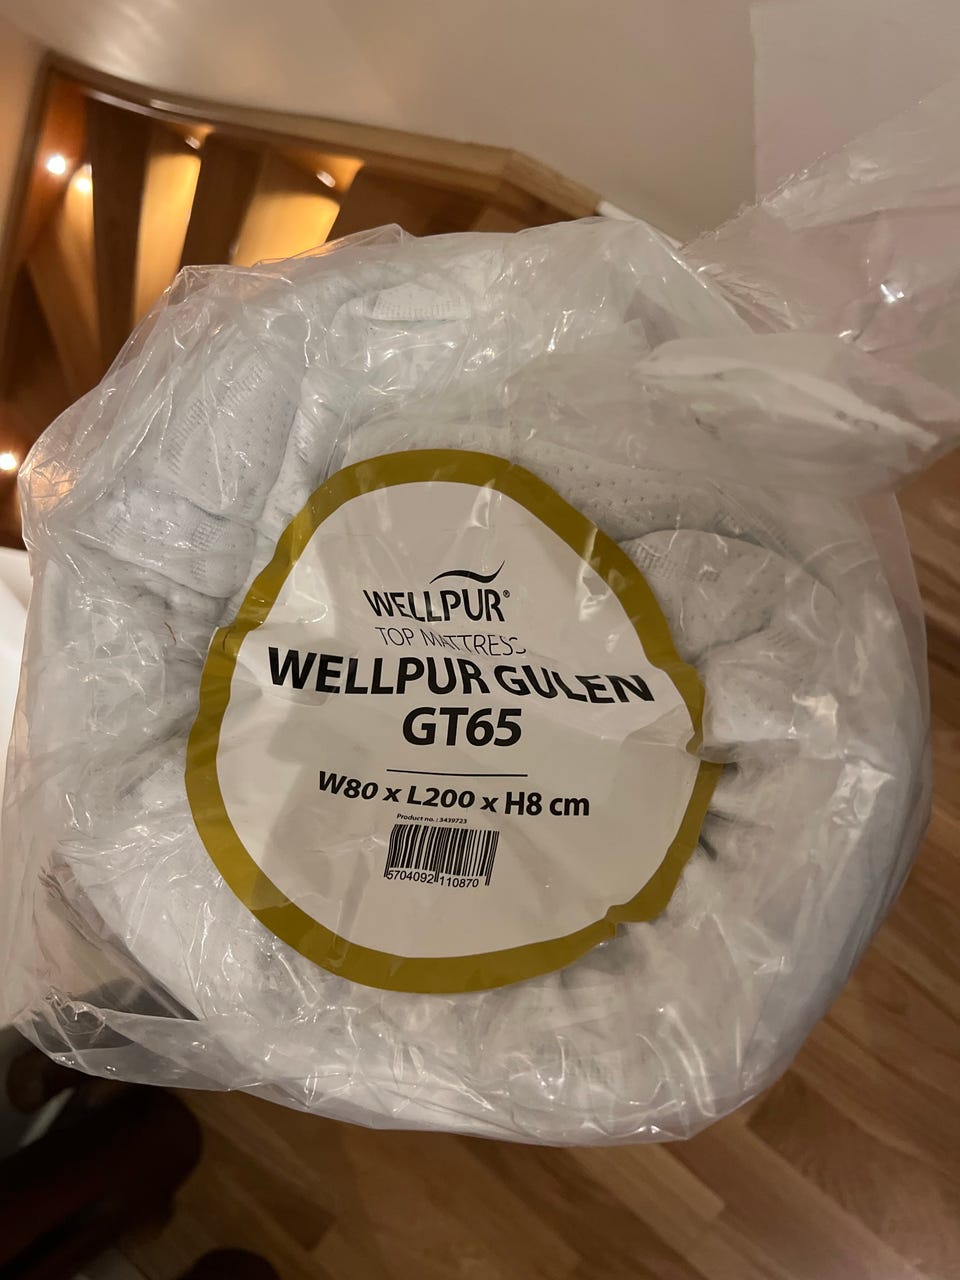 WELLPUR®
TOP MATTRESS
WELLPUR GULEN
GT65
W80 x L200 x H8 cm
Product no.: 3439723
5704092 110870